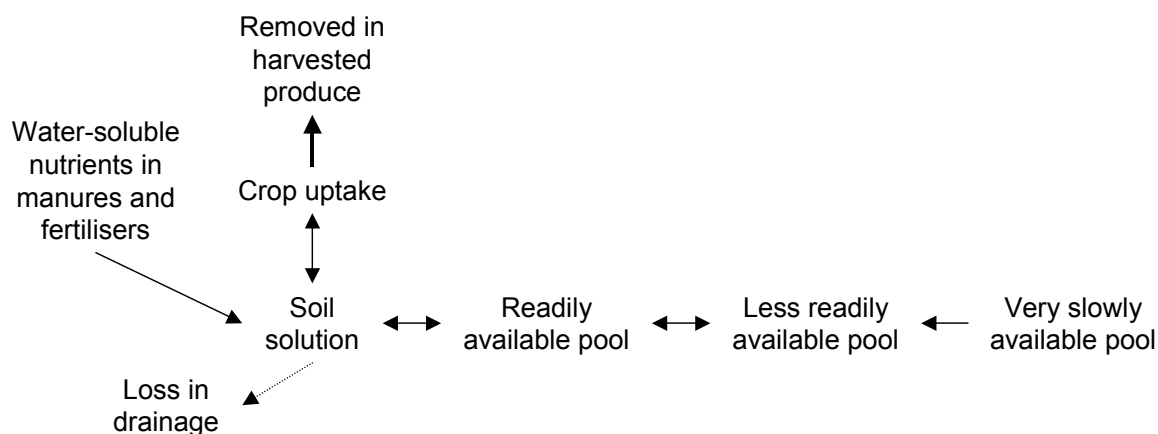 Removed in
harvested
produce
Water-soluble
nutrients in
manures and
fertilisers
Crop uptake
Soil
solution
Readily
available pool
Less readily
available pool
Very slowly
available pool
Loss in
drainage